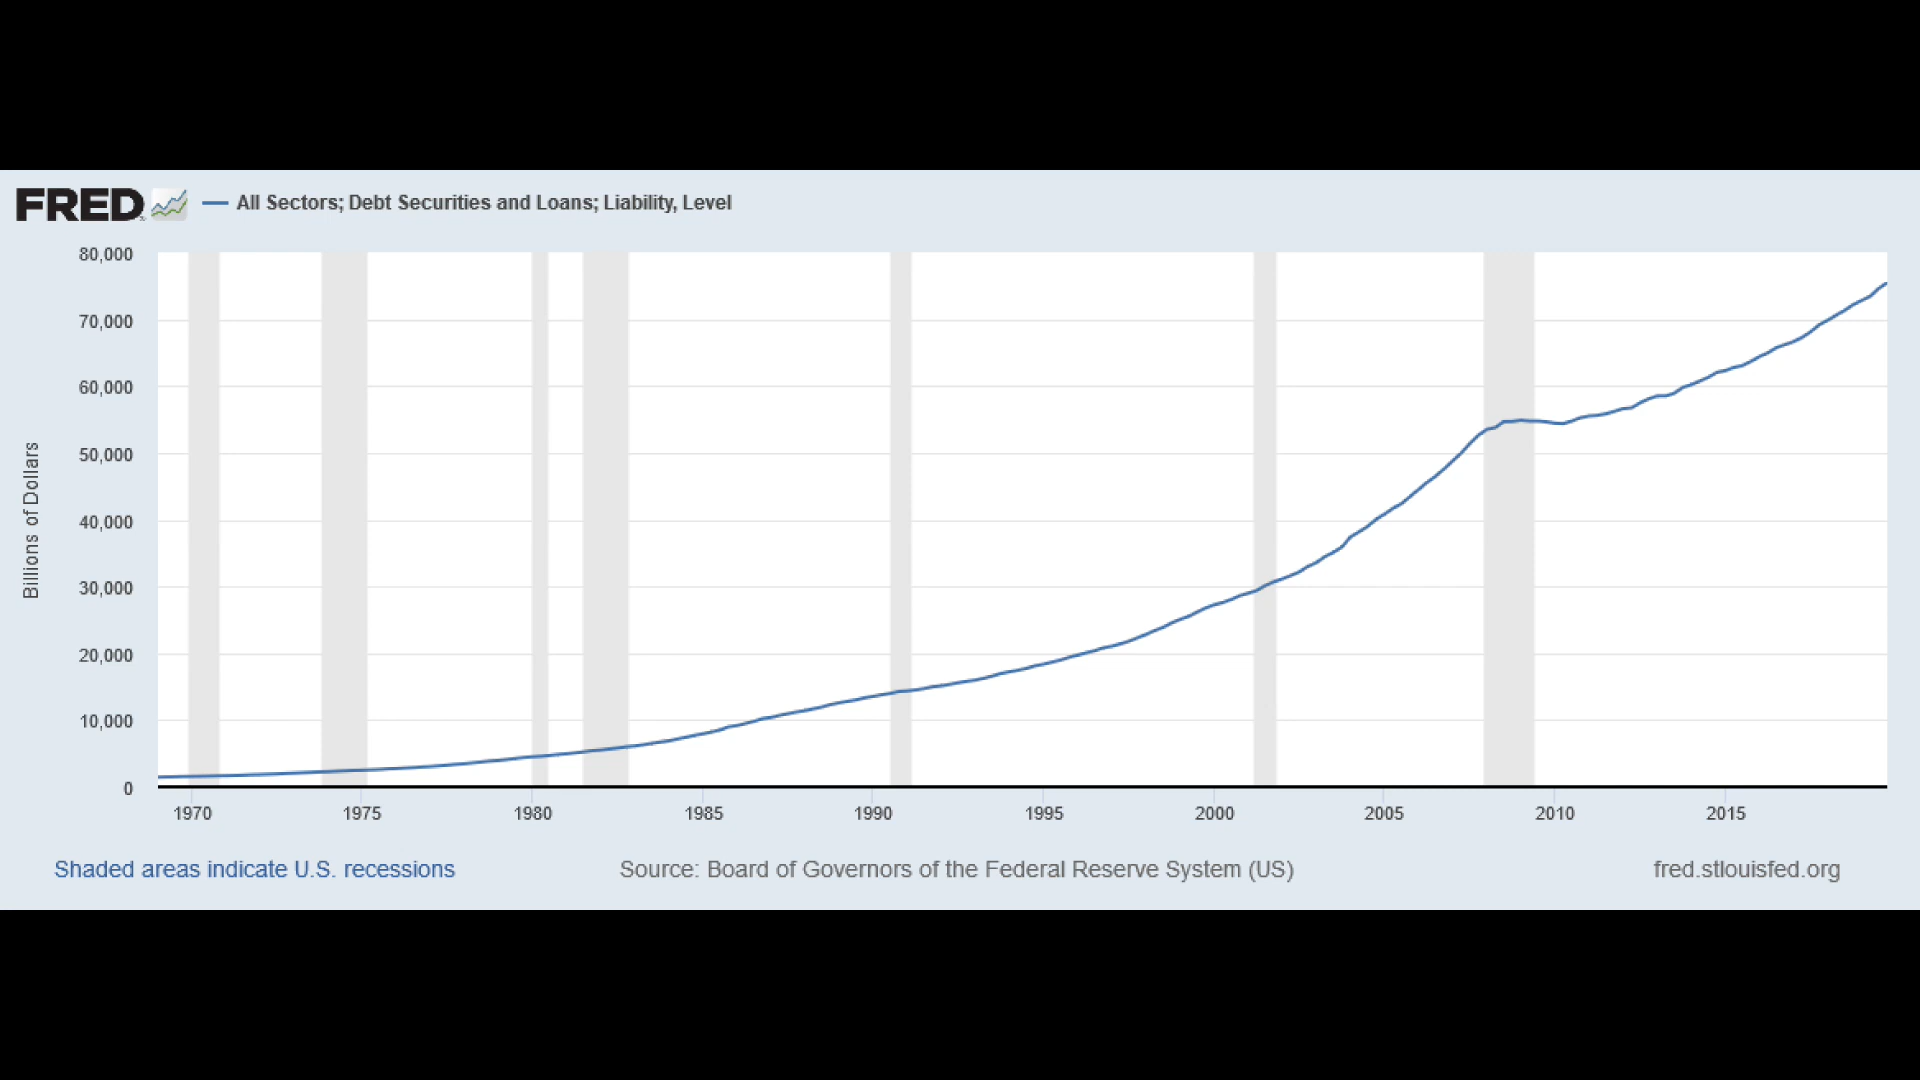 FRED All Sectors; Debt Securities and Loans; Liability, Level
80,000
70,000
60,000
50,000
40,000
30,000
20,000
10,000
0
Billions of Dollars
1970 1975 1980 1985 1990 1995 2000 2005 2010 2015
Shaded areas indicate U.S. recessions Source: Board of Governors of the Federal Reserve System (US) fred.stlouisfed.org